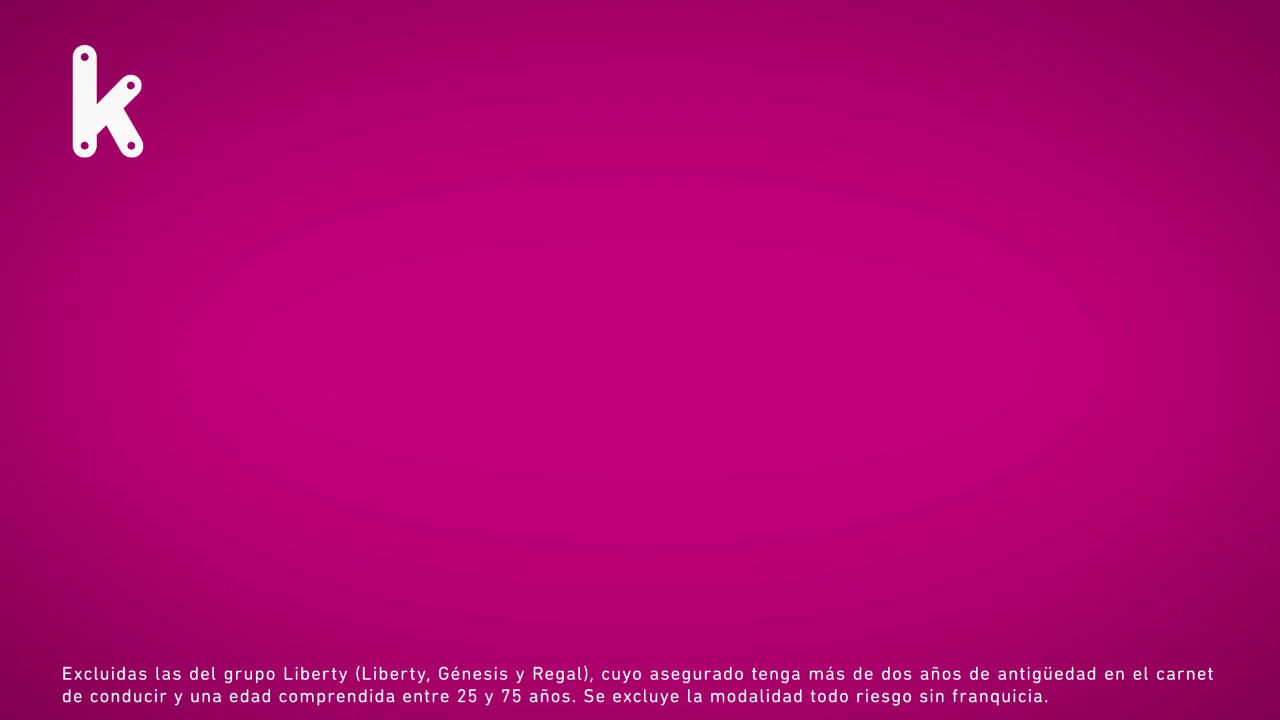 k
Excluidas las del grupo Liberty (Liberty, Génesis y Regal), cuyo asegurado tenga más de dos años de antigüedad en el carnet
de conducir y una edad comprendida entre 25 y 75 años. Se excluye la modalidad todo riesgo sin franquicia.